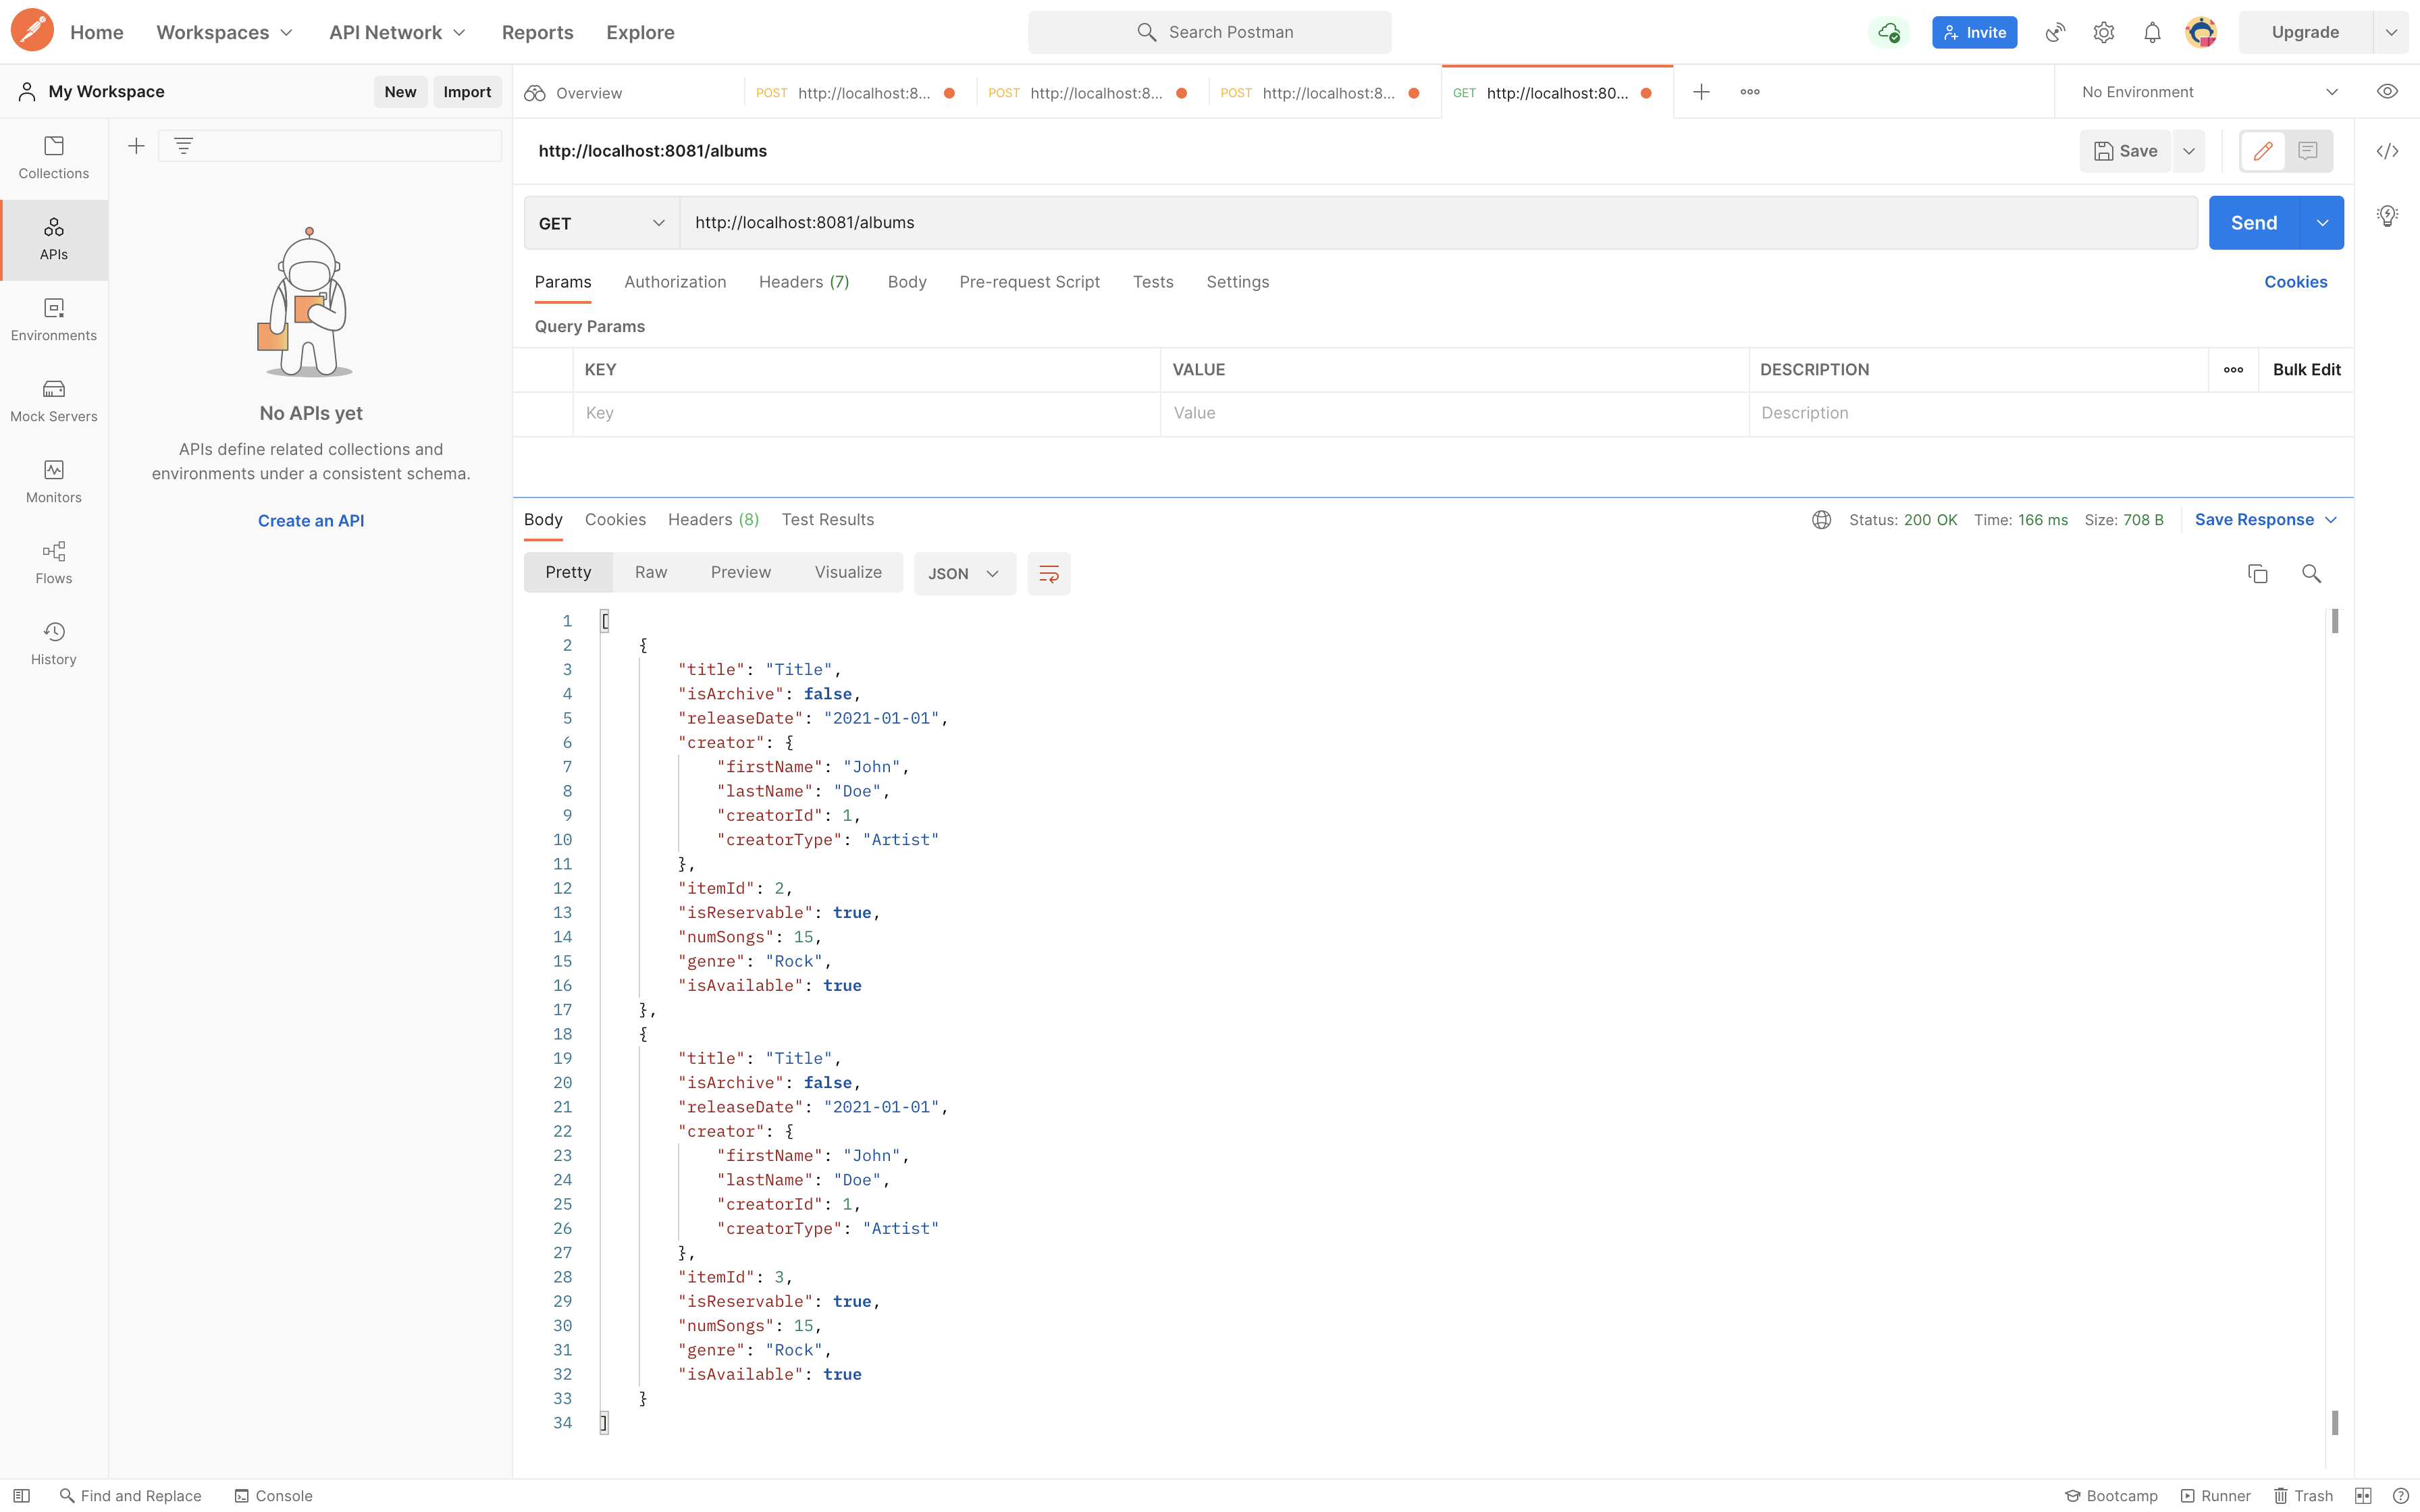 Home Workspaces API Network Reports Explore Search Postman Invite Upgrade
My Workspace New Import Overview POST http://localhost:8... POST http://localhost:8... POST http://localhost:8... GET http://localhost:80... No Environment
Collections
APIs
Environments
Mock Servers
Monitors
Flows
History
No APIs yet
APIs define related collections and
environments under a consistent schema.
Create an API
http://localhost:8081/albums Save
GET http://localhost:8081/albums Send
Params Authorization Headers (7) Body Pre-request Script Tests Settings Cookies
Query Params
KEY VALUE DESCRIPTION Bulk Edit
Key Value Description
Body Cookies Headers (8) Test Results Status: 200 OK Time: 166 ms Size: 708 B Save Response
Pretty Raw Preview Visualize JSON
1 [
2 {
3 "title": "Title",
4 "isArchive": false,
5 "releaseDate": "2021-01-01",
6 "creator": {
7 "firstName": "John",
8 "lastName": "Doe",
9 "creatorId": 1,
10 "creatorType": "Artist"
11 },
12 "itemId": 2,
13 "isReservable": true,
14 "numSongs": 15,
15 "genre": "Rock",
16 "isAvailable": true
17 },
18 {
19 "title": "Title",
20 "isArchive": false,
21 "releaseDate": "2021-01-01",
22 "creator": {
23 "firstName": "John",
24 "lastName": "Doe",
25 "creatorId": 1,
26 "creatorType": "Artist"
27 },
28 "itemId": 3,
29 "isReservable": true,
30 "numSongs": 15,
31 "genre": "Rock",
32 "isAvailable": true
33 }
34 ]
Find and Replace Console Bootcamp Runner Trash